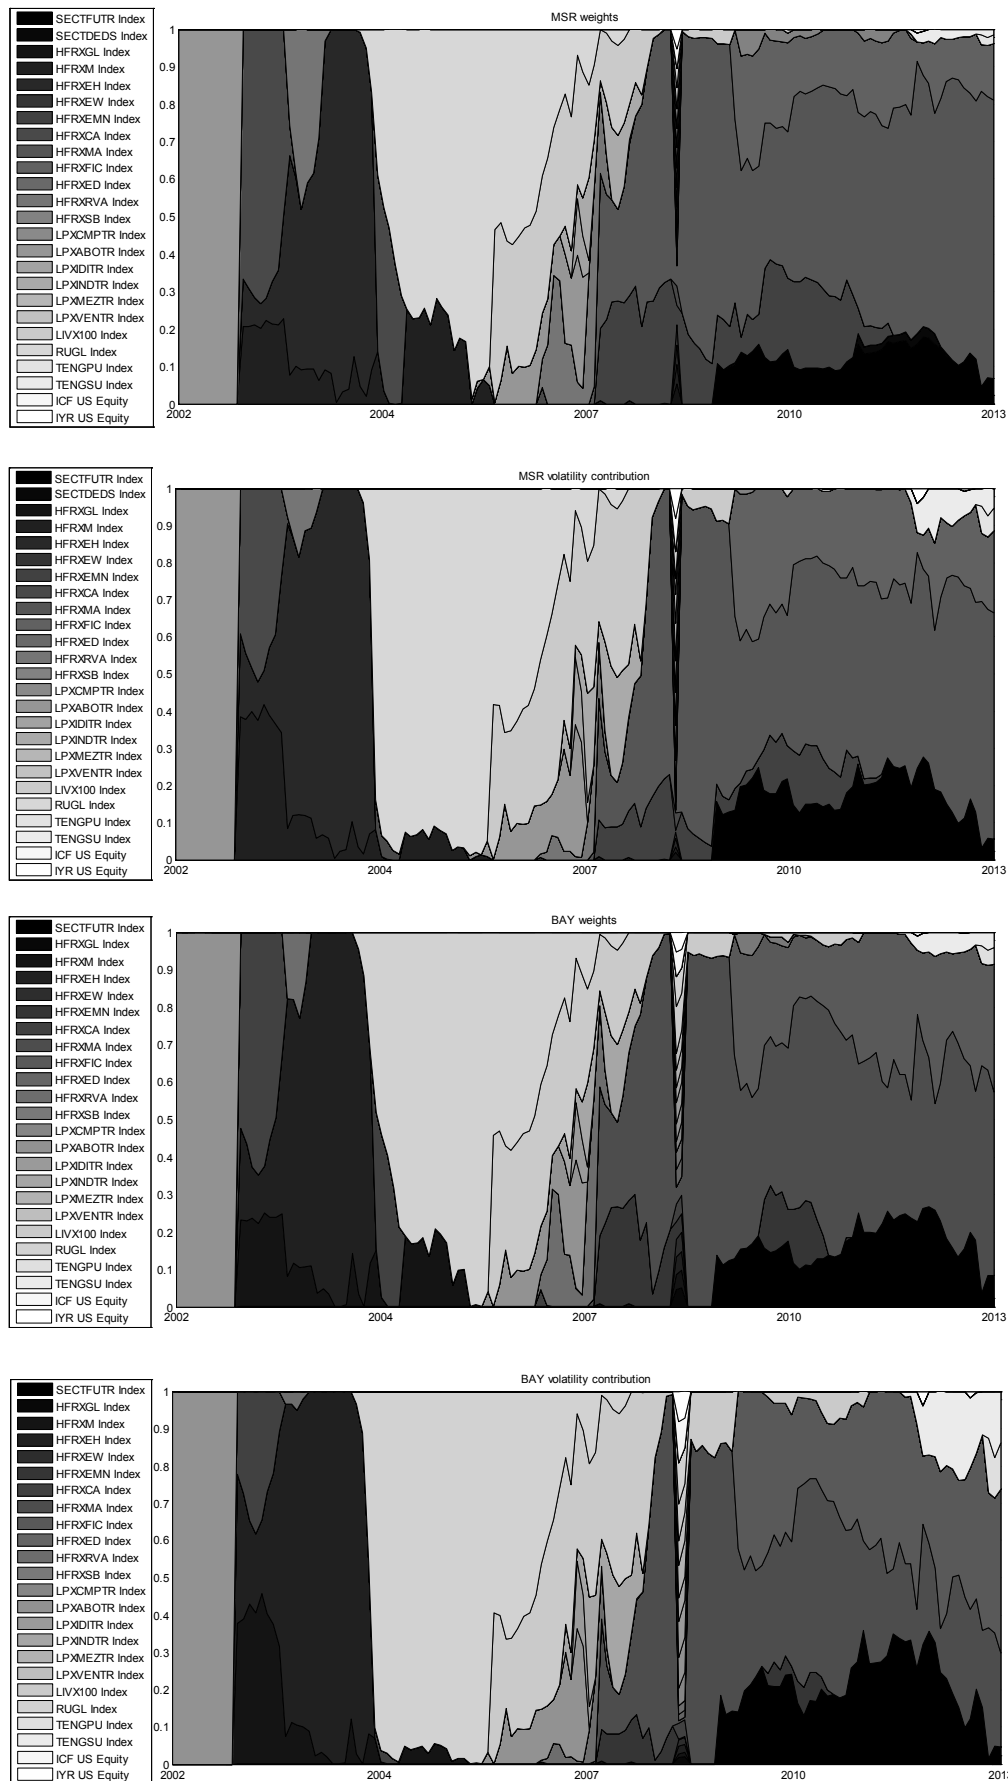 MSR weights
SECTFUTR Index
SECTDEDS Index
HFRXGL Index
HFRXM Index
HFRXEH Index
HFRXEW Index
HFRXEMN Index
HFRXCA Index
HFRXMA Index
HFRXFIC Index
HFRXED Index
HFRXRVA Index
HFRXSB Index
LPXCMPTR Index
LPXABOTR Index
LPXIDITR Index
LPXINDTR Index
LPXMEZTR Index
LPXVENTR Index
LIVX100 Index
RUGL Index
TENGPU Index
TENGSU Index
ICF US Equity
IYR US Equity
1
0.9
0.8
0.7
0.6
0.5
0.4
0.3
0.2
0.1
0
2002 2004 2007 2010 2013
MSR volatility contribution
SECTFUTR Index
SECTDEDS Index
HFRXGL Index
HFRXM Index
HFRXEH Index
HFRXEW Index
HFRXEMN Index
HFRXCA Index
HFRXMA Index
HFRXFIC Index
HFRXED Index
HFRXRVA Index
HFRXSB Index
LPXCMPTR Index
LPXABOTR Index
LPXIDITR Index
LPXINDTR Index
LPXMEZTR Index
LPXVENTR Index
LIVX100 Index
RUGL Index
TENGPU Index
TENGSU Index
ICF US Equity
IYR US Equity
1
0.9
0.8
0.7
0.6
0.5
0.4
0.3
0.2
0.1
0
2002 2004 2007 2010 2013
BAY weights
SECTFUTR Index
HFRXGL Index
HFRXM Index
HFRXEH Index
HFRXEW Index
HFRXEMN Index
HFRXCA Index
HFRXMA Index
HFRXFIC Index
HFRXED Index
HFRXRVA Index
HFRXSB Index
LPXCMPTR Index
LPXABOTR Index
LPXIDITR Index
LPXINDTR Index
LPXMEZTR Index
LPXVENTR Index
LIVX100 Index
RUGL Index
TENGPU Index
TENGSU Index
ICF US Equity
IYR US Equity
1
0.9
0.8
0.7
0.6
0.5
0.4
0.3
0.2
0.1
0
2002 2004 2007 2010 2013
BAY volatility contribution
SECTFUTR Index
HFRXGL Index
HFRXM Index
HFRXEH Index
HFRXEW Index
HFRXEMN Index
HFRXCA Index
HFRXMA Index
HFRXFIC Index
HFRXED Index
HFRXRVA Index
HFRXSB Index
LPXCMPTR Index
LPXABOTR Index
LPXIDITR Index
LPXINDTR Index
LPXMEZTR Index
LPXVENTR Index
LIVX100 Index
RUGL Index
TENGPU Index
TENGSU Index
ICF US Equity
IYR US Equity
1
0.9
0.8
0.7
0.6
0.5
0.4
0.3
0.2
0.1
0
2002 2004 2007 2010